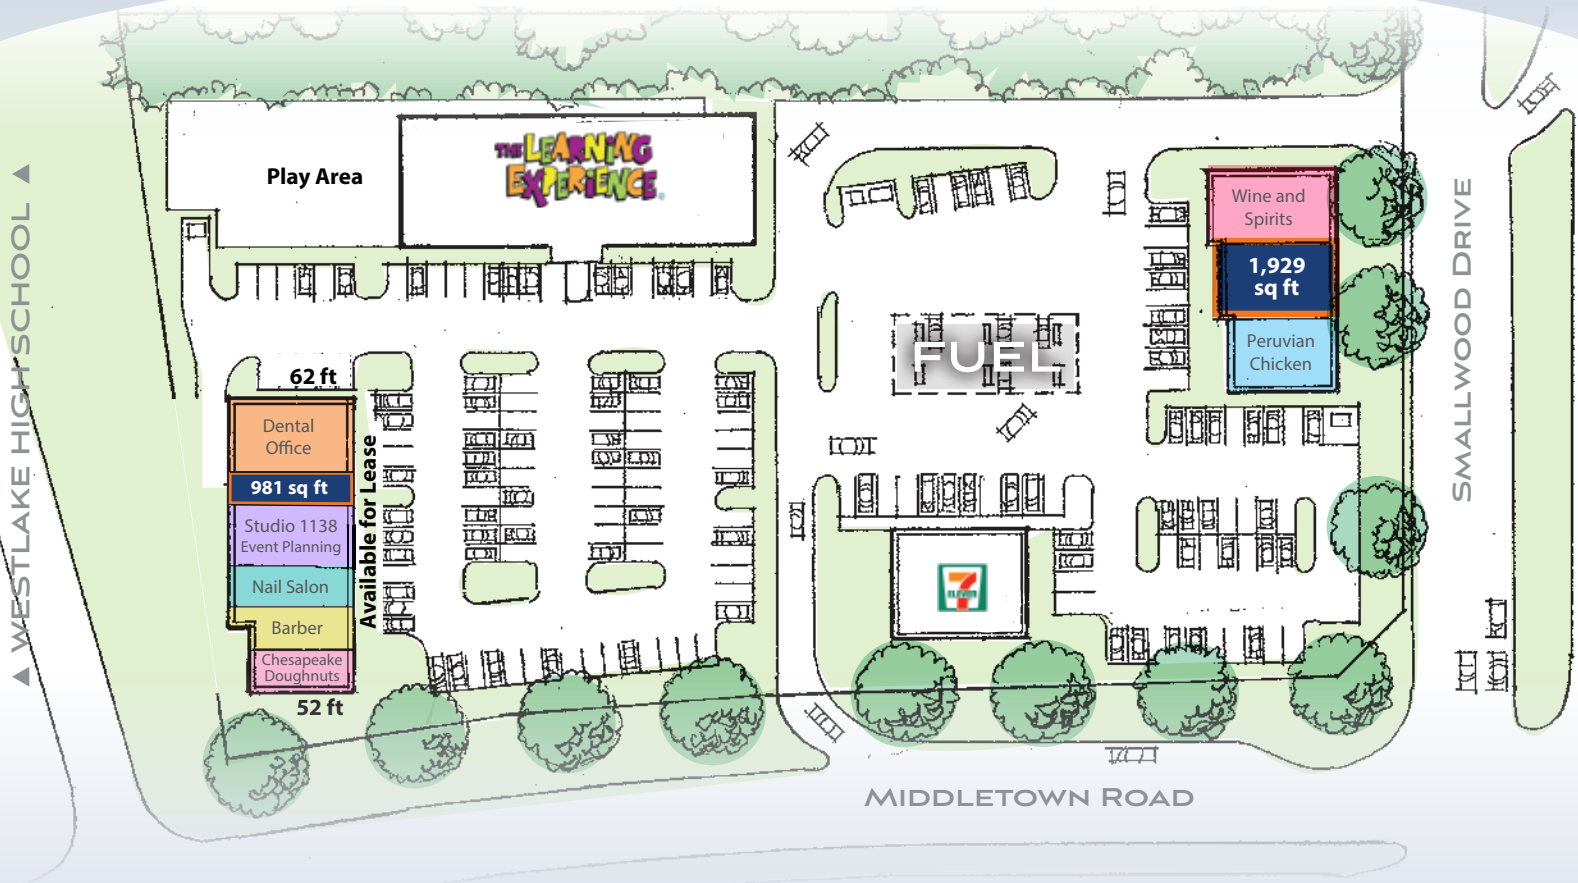 THE LEARNING
EXPERIENCE®
Play Area
Wine and
Spirits
1,929
sq ft
Peruvian
Chicken
FUEL
62 ft
Dental
Office
981 sq ft
Studio 1138
Event Planning
Nail Salon
Barber
Chesapeake
Doughnuts
52 ft
Available for Lease
7
ELEVEN
WESTLAKE HIGH SCHOOL
SMALLWOOD DRIVE
MIDDLETOWN ROAD